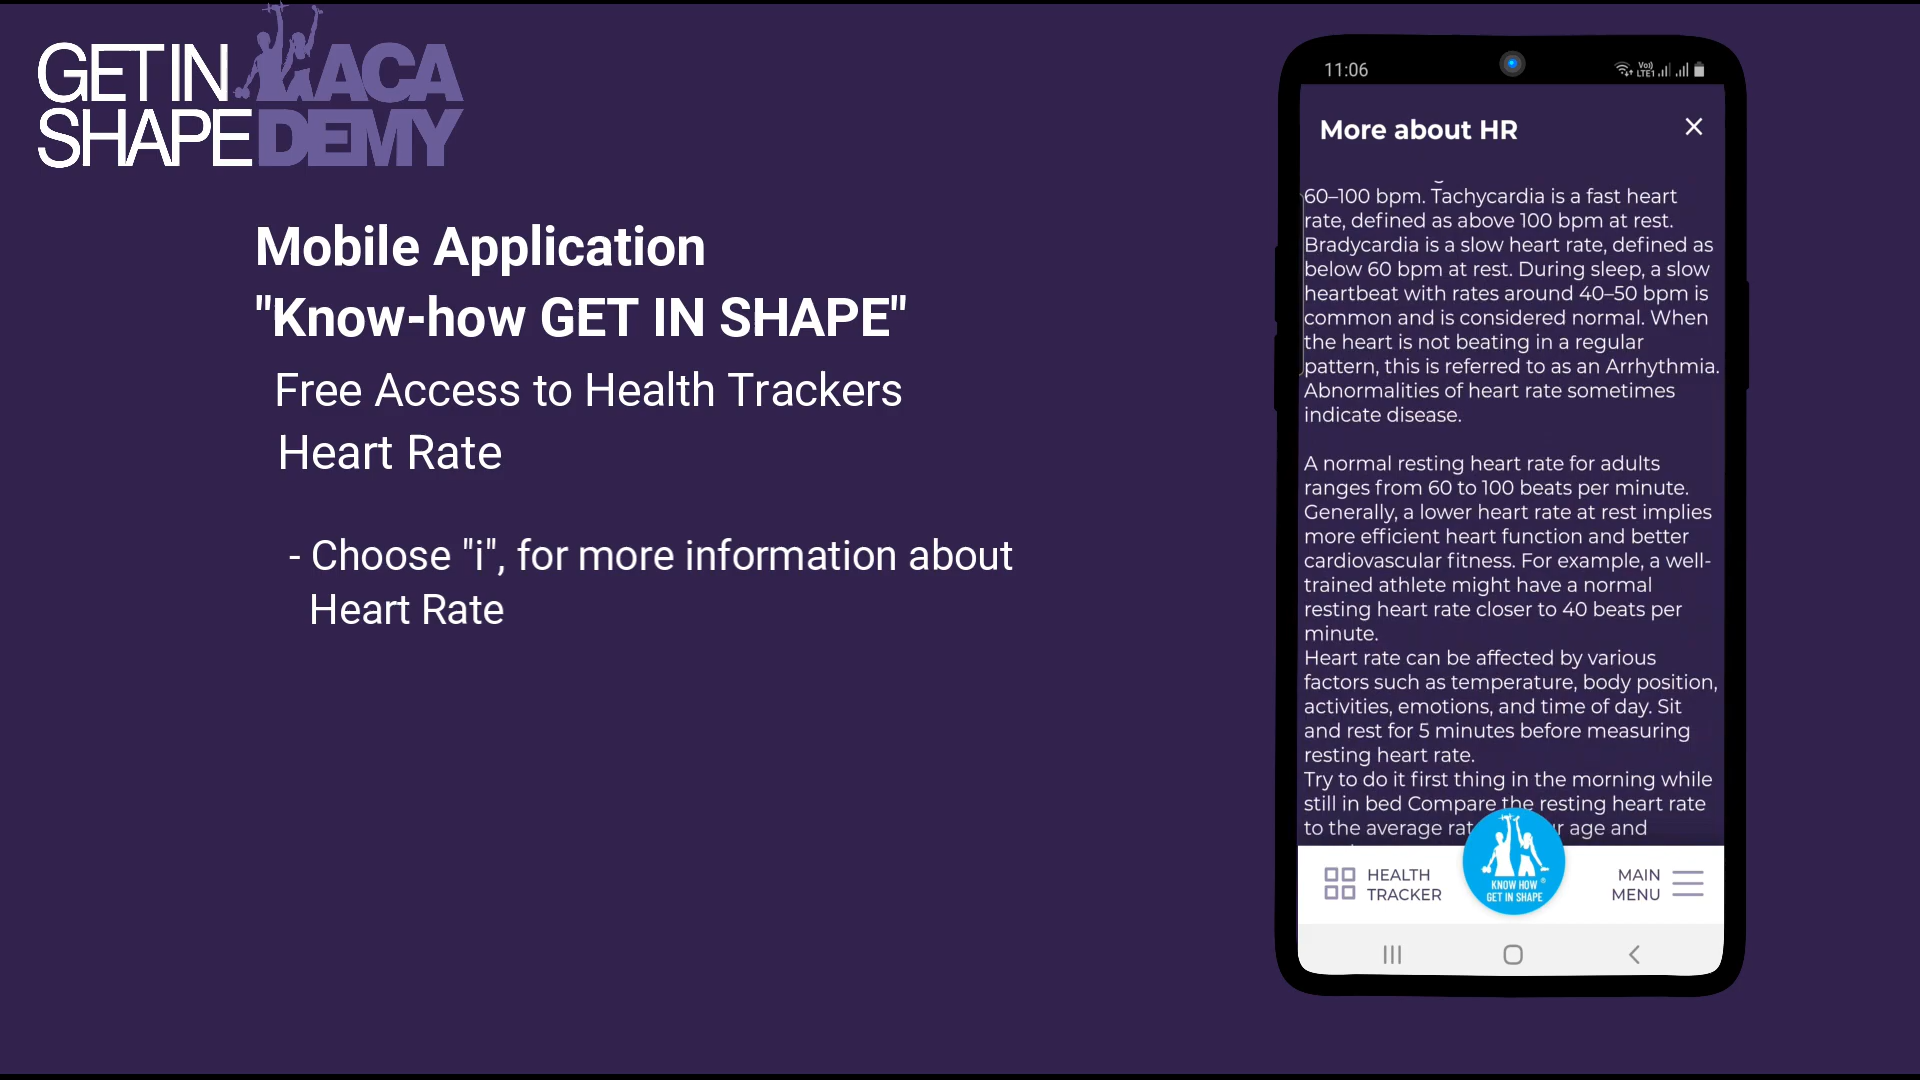 GET IN ACA
SHAPE DEMY
Mobile Application
"Know-how GET IN SHAPE"
Free Access to Health Trackers
Heart Rate
- Choose "i", for more information about
Heart Rate
11:06
Vo))
LTE1
More about HR
60–100 bpm. Tachycardia is a fast heart
rate, defined as above 100 bpm at rest.
Bradycardia is a slow heart rate, defined as
below 60 bpm at rest. During sleep, a slow
heartbeat with rates around 40–50 bpm is
common and is considered normal. When
the heart is not beating in a regular
pattern, this is referred to as an Arrhythmia.
Abnormalities of heart rate sometimes
indicate disease.
A normal resting heart rate for adults
ranges from 60 to 100 beats per minute.
Generally, a lower heart rate at rest implies
more efficient heart function and better
cardiovascular fitness. For example, a well-
trained athlete might have a normal
resting heart rate closer to 40 beats per
minute.
Heart rate can be affected by various
factors such as temperature, body position,
activities, emotions, and time of day. Sit
and rest for 5 minutes before measuring
resting heart rate.
Try to do it first thing in the morning while
still in bed Compare the resting heart rate
to the average age and
HEALTH
TRACKER
KNOW HOW ®
GET IN SHAPE
MAIN
MENU